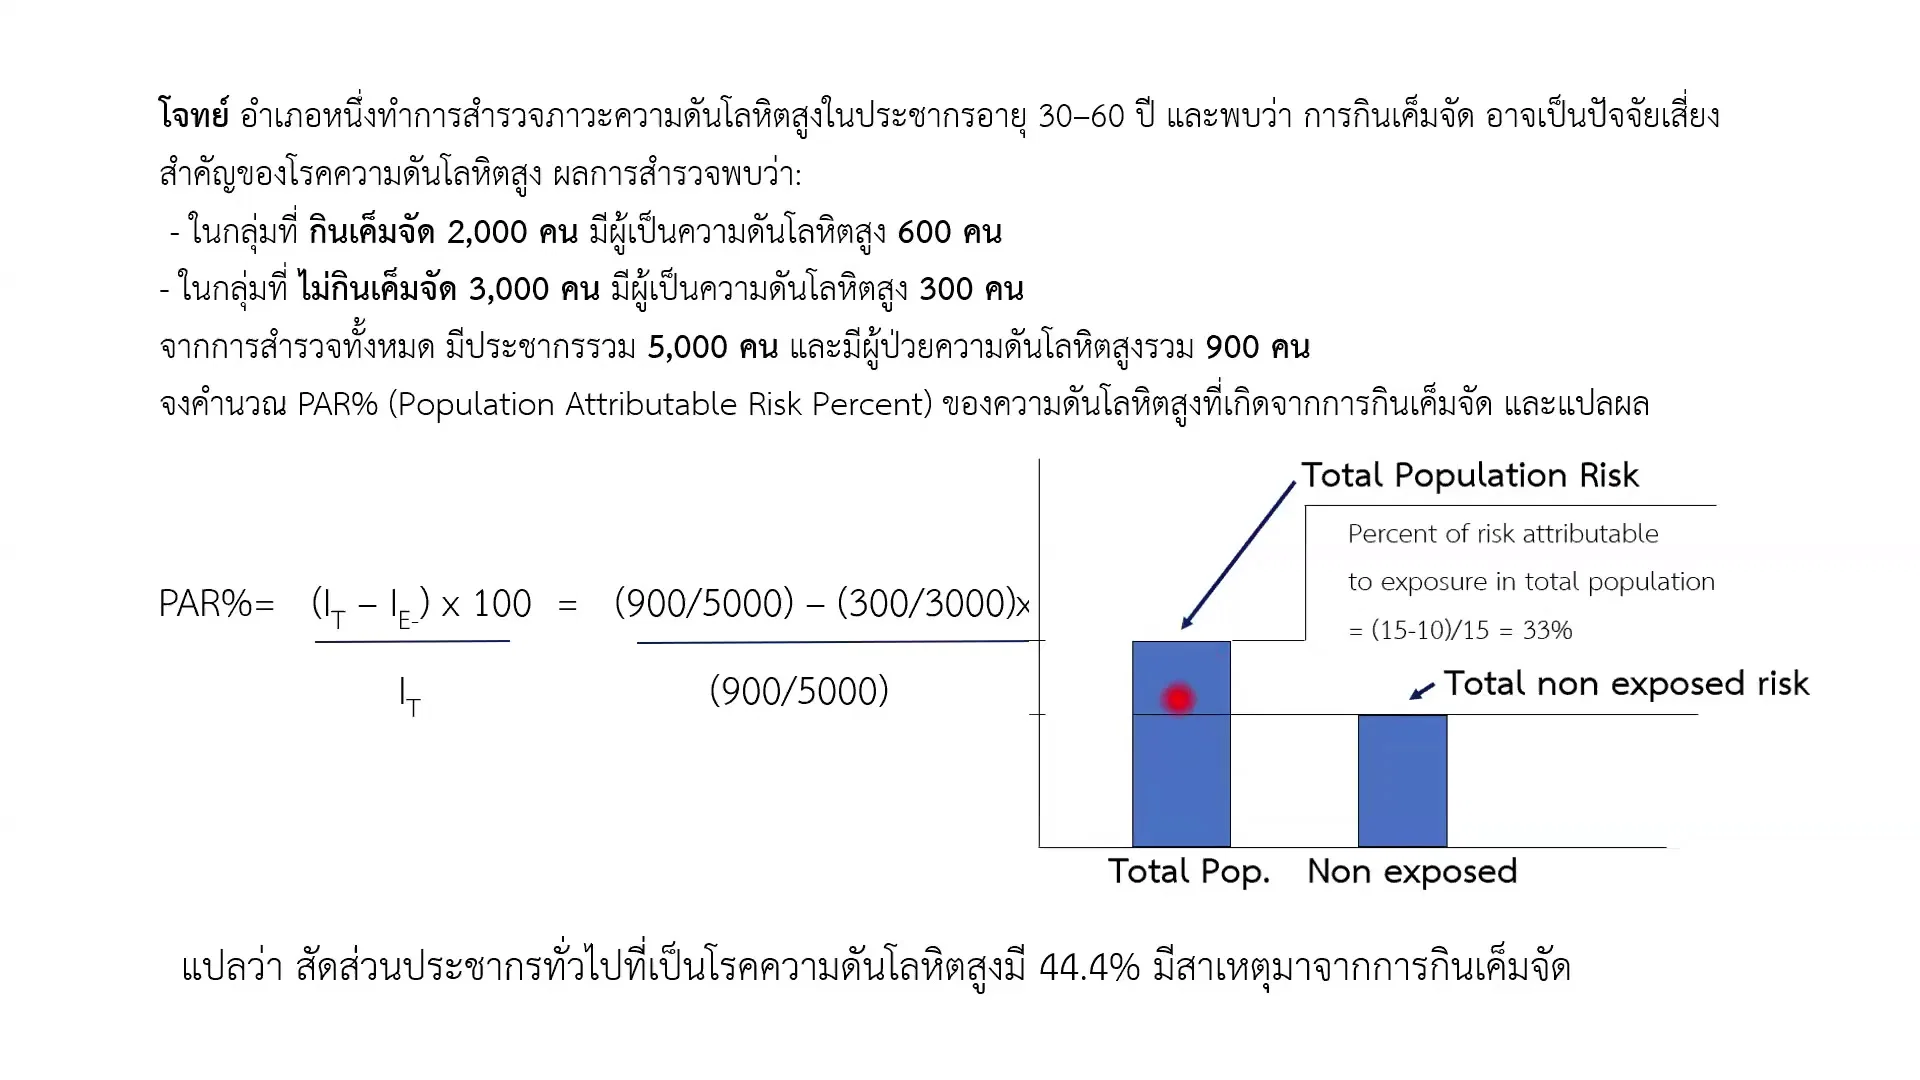 โจทย์ อำเภอหนึ่งทำการสำรวจภาวะความดันโลหิตสูงในประชากรอายุ 30–60 ปี และพบว่า การกินเค็มจัด อาจเป็นปัจจัยเสี่ยง
สำคัญของโรคความดันโลหิตสูง ผลการสำรวจพบว่า:
- ในกลุ่มที่ กินเค็มจัด 2,000 คน มีผู้เป็นความดันโลหิตสูง 600 คน
- ในกลุ่มที่ ไม่กินเค็มจัด 3,000 คน มีผู้เป็นความดันโลหิตสูง 300 คน
จากการสำรวจทั้งหมด มีประชากรรวม 5,000 คน และมีผู้ป่วยความดันโลหิตสูงรวม 900 คน
จงคำนวณ PAR% (Population Attributable Risk Percent) ของความดันโลหิตสูงที่เกิดจากการกินเค็มจัด และแปลผล
Total Population Risk
Percent of risk attributable
to exposure in total population
= (15-10)/15 = 33%
PAR%= (IT – IE-) x 100 = (900/5000) – (300/3000)x
IT (900/5000)
Total non exposed risk
Total Pop. Non exposed
แปลว่า สัดส่วนประชากรทั่วไปที่เป็นโรคความดันโลหิตสูงมี 44.4% มีสาเหตุมาจากการกินเค็มจัด